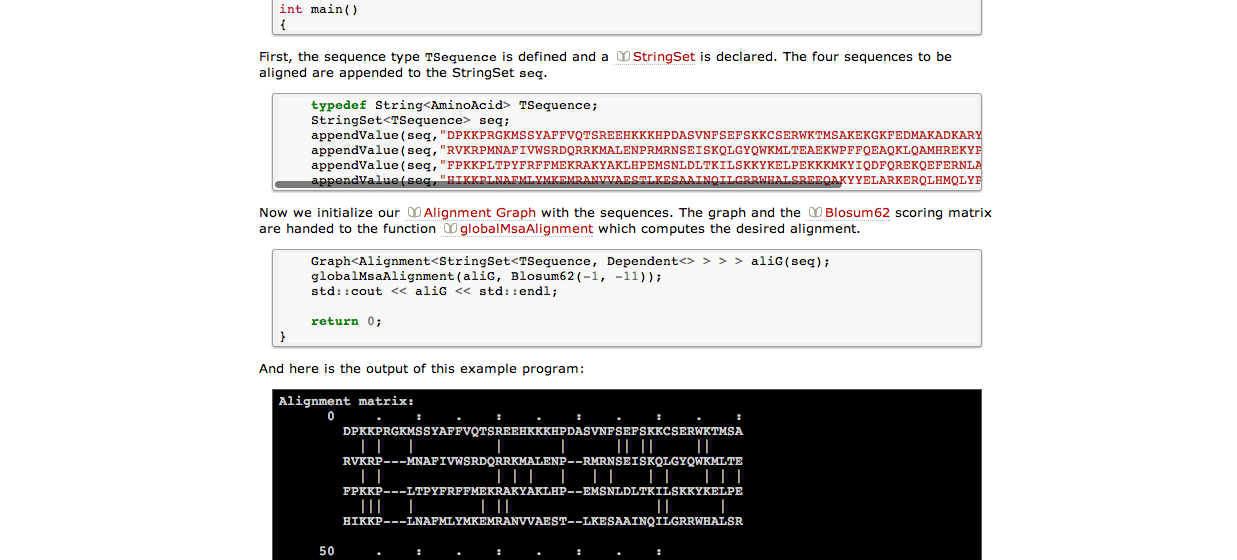 int main()
{
First, the sequence type TSequence is defined and a StringSet is declared. The four sequences to be
aligned are appended to the StringSet seq.
typedef String<AminoAcid> TSequence;
StringSet<TSequence> seq;
appendValue(seq,"DPKKPRGKMSSYAFFVQTSREEHKKKHPDASVNFSEFSKKCSERWKTMSAKEKGKFEDMAKADKARY
appendValue(seq,"RVKRPMNAFIVWSRDQRRKMALENPRMRNSEISKQLGYQWKMLTEAEKWPFFQEAQKLQAMHREKYP
appendValue(seq,"FPKKPLTPYFRFFMEKRAKYAKLHPEMSNLDLTKILSKKYKELPEKKKMKYIQDFQREKQEFERNLA
appendValue(seq,"HIKKPLNAFMLYMKEMRANVVAESTLKESAAINQILGRRWHALSREEQAKYYELARKERQLHMQLYP
Now we initialize our Alignment Graph with the sequences. The graph and the Blosum62 scoring matrix
are handed to the function globalMsaAlignment which computes the desired alignment.
Graph<Alignment<StringSet<TSequence, Dependent<> > > > aliG(seq);
globalMsaAlignment(aliG, Blosum62(-1, -11));
std::cout << aliG << std::endl;
return 0;
}
And here is the output of this example program:
Alignment matrix:
0 . : . : . : . : . :
DPKKPRGKMSSYAFFVQTSREEHKKKHPDASVNFSEFSKKCSERWKTMSA
| | | | | || || ||
RVKRP---MNAFIVWSRDQRRKMALENP--RMRNSEISKQLGYQWKMLTE
| | | | | | | | | | | | |
FPKKP---LTPYFRFFMEKRAKYAKLHP--EMSNLDLTKILSKKYKELPE
||| | | || || |
HIKKP---LNAFMLYMKEMRANVVAEST--LKESAAINQILGRRWHALSR
50 . : . : . : . :